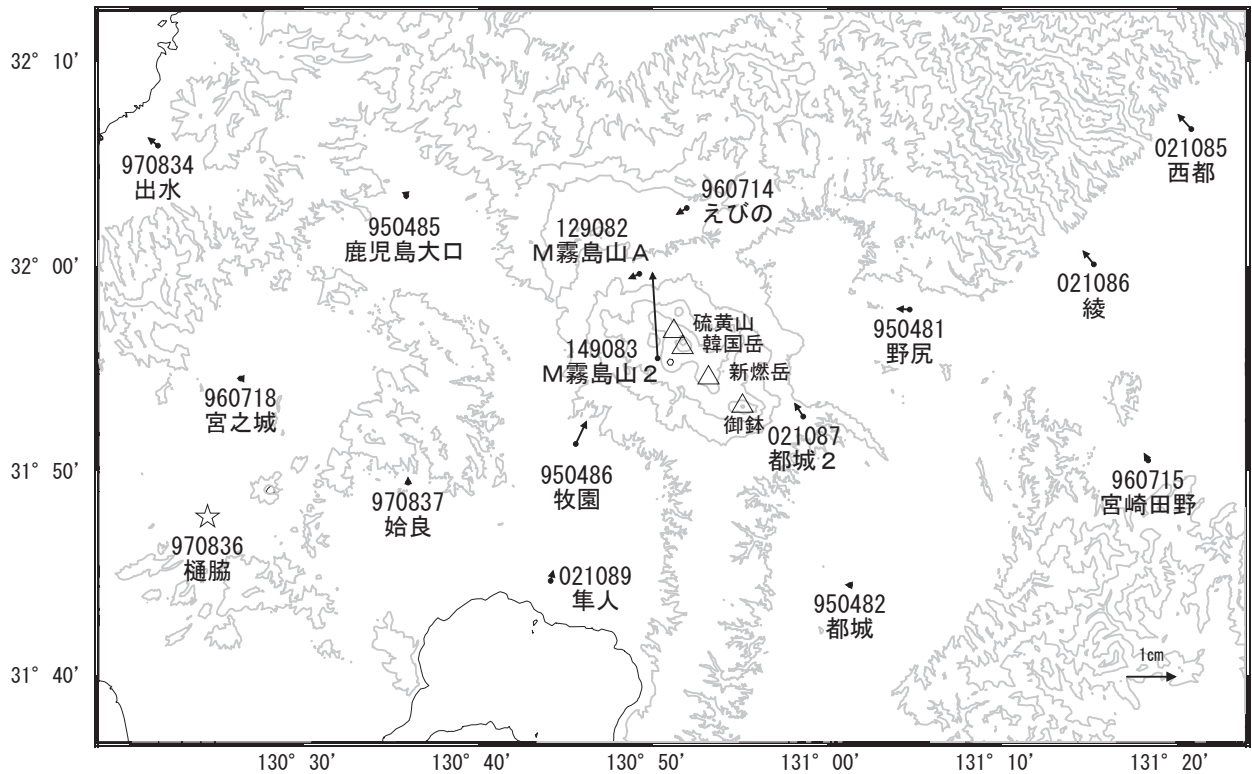 32° 10′
970834
出水
950485
鹿児島大口
960714
えびの
129082
M霧島山A
021085
西都
32° 00′
021086
綾
硫黄山
韓国岳
950481
野尻
149083
M霧島山2
新燃岳
960718
宮之城
御鉢
021087
都城2
31° 50′
950486
牧園
960715
宮崎田野
970837
姶良
970836
樋脇
021089
隼人
950482
都城
31° 40′
1cm
130° 30′
130° 40′
130° 50′
131° 00′
131° 10′
131° 20′